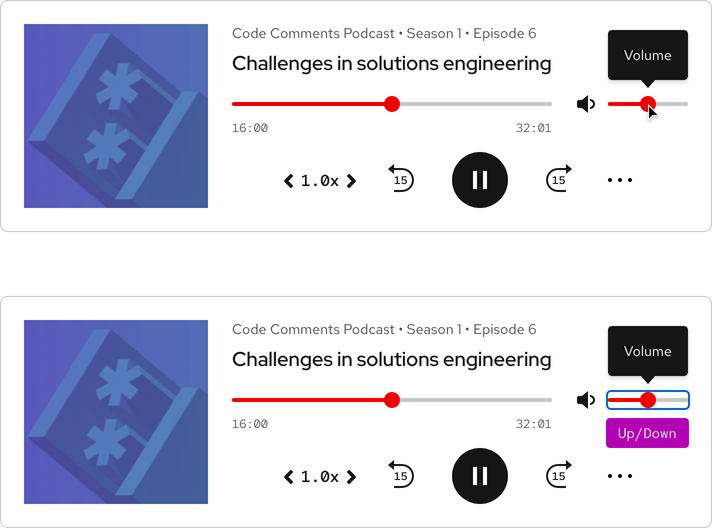 Code Comments Podcast • Season 1 • Episode 6
Challenges in solutions engineering
Volume
16:00
32:01
1.0x
15
15
Code Comments Podcast • Season 1 • Episode 6
Challenges in solutions engineering
Volume
16:00
32:01
Up/Down
1.0x
15
15